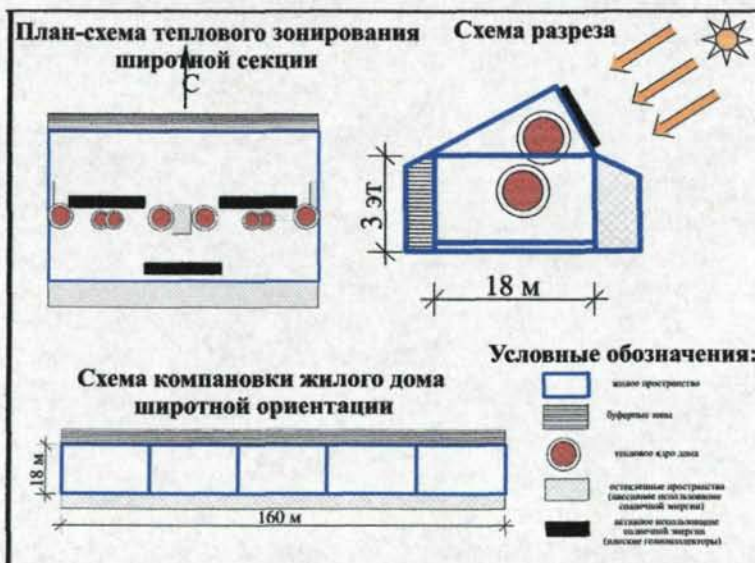 План-схема теплового зонирования
широтной секции
С
Схема разреза
3 эт
18 м
Схема компановки жилого дома
широтной ориентации
18 м
160 м
Условные обозначения:
жилое пространство
буферные зоны
тепловое ядро дома
остекленные пространства
(пассивное использование
солнечной энергии)
активное использование
солнечной энергии
(плоские гелиоколлекторы)